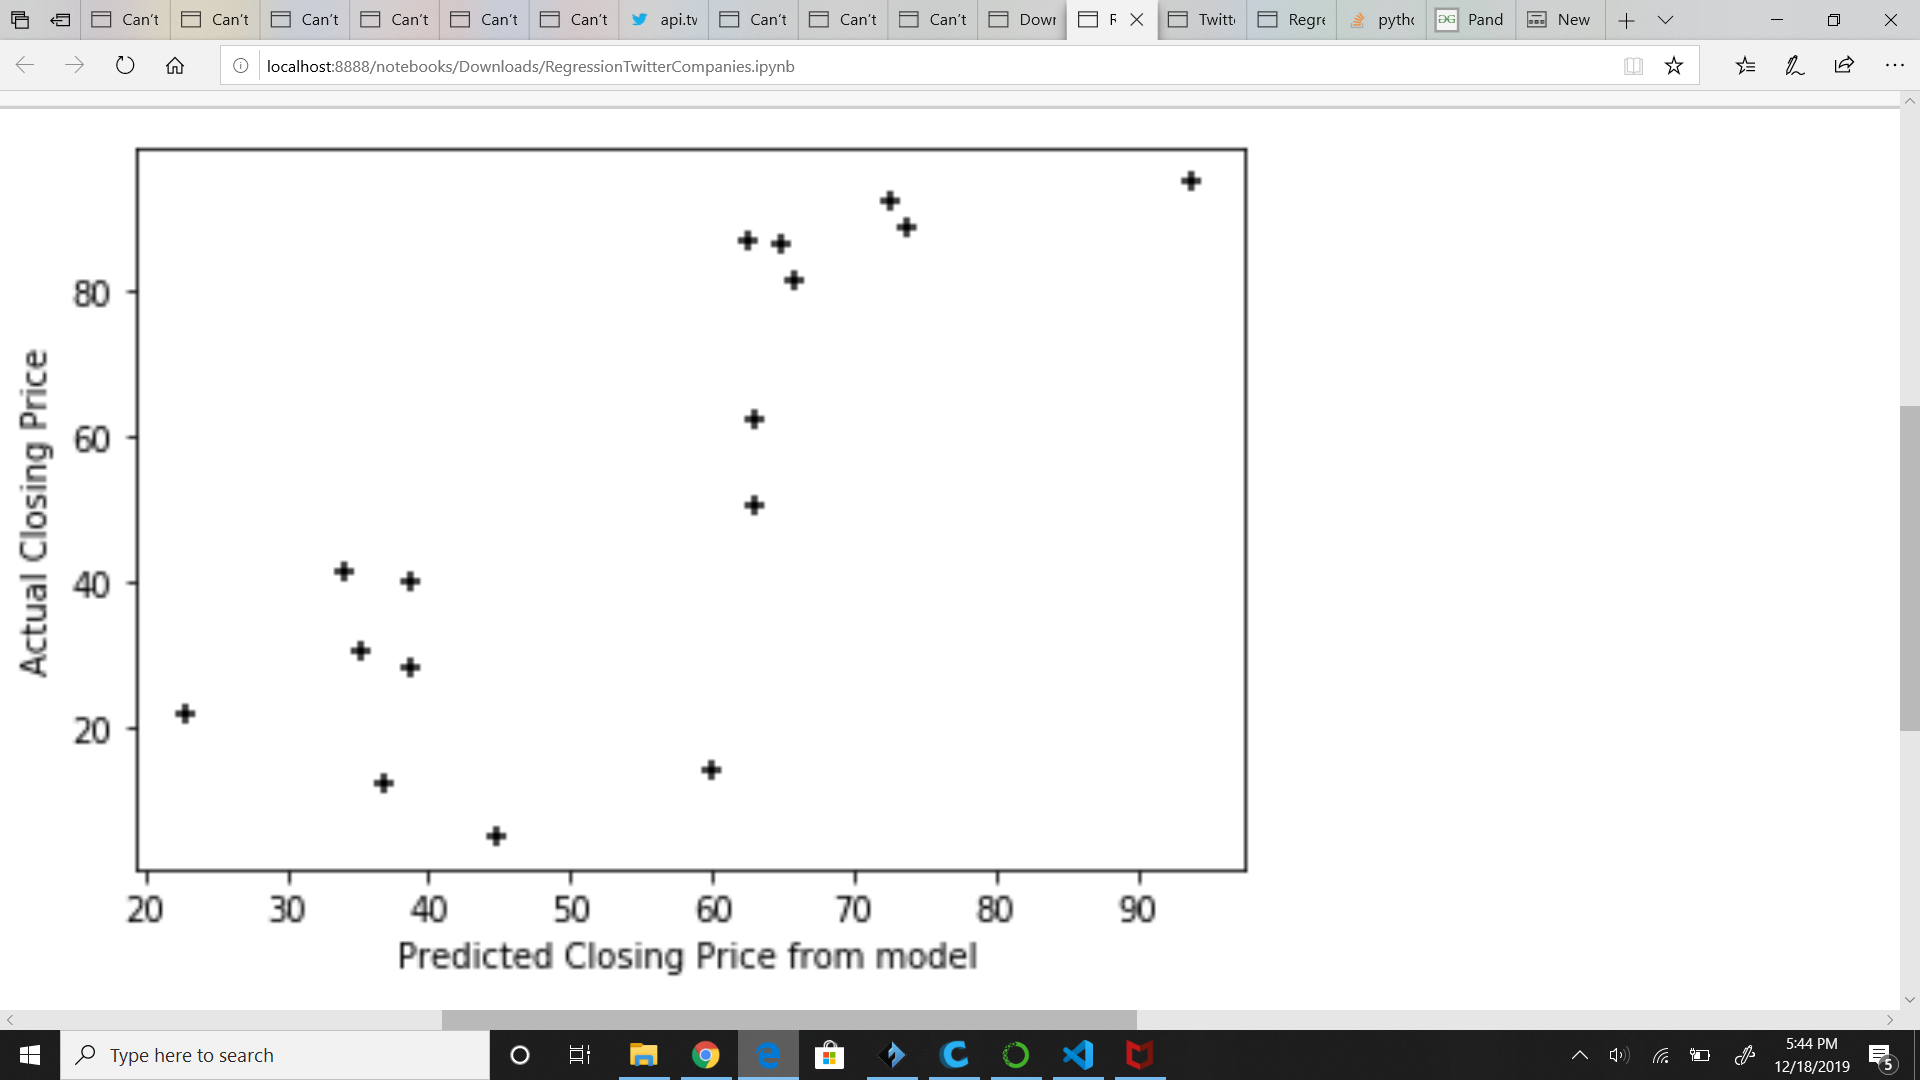 Can't Can't Can't Can't Can't Can't api.tv Can't Can't Can't Dowr Twitt Regre pytho Pand New
localhost:8888/notebooks/Downloads/RegressionTwitterCompanies.ipynb
80
60
40
20
Actual Closing Price
20 30 40 50 60 70 80 90
Predicted Closing Price from model
Type here to search
5:44 PM
12/18/2019
5